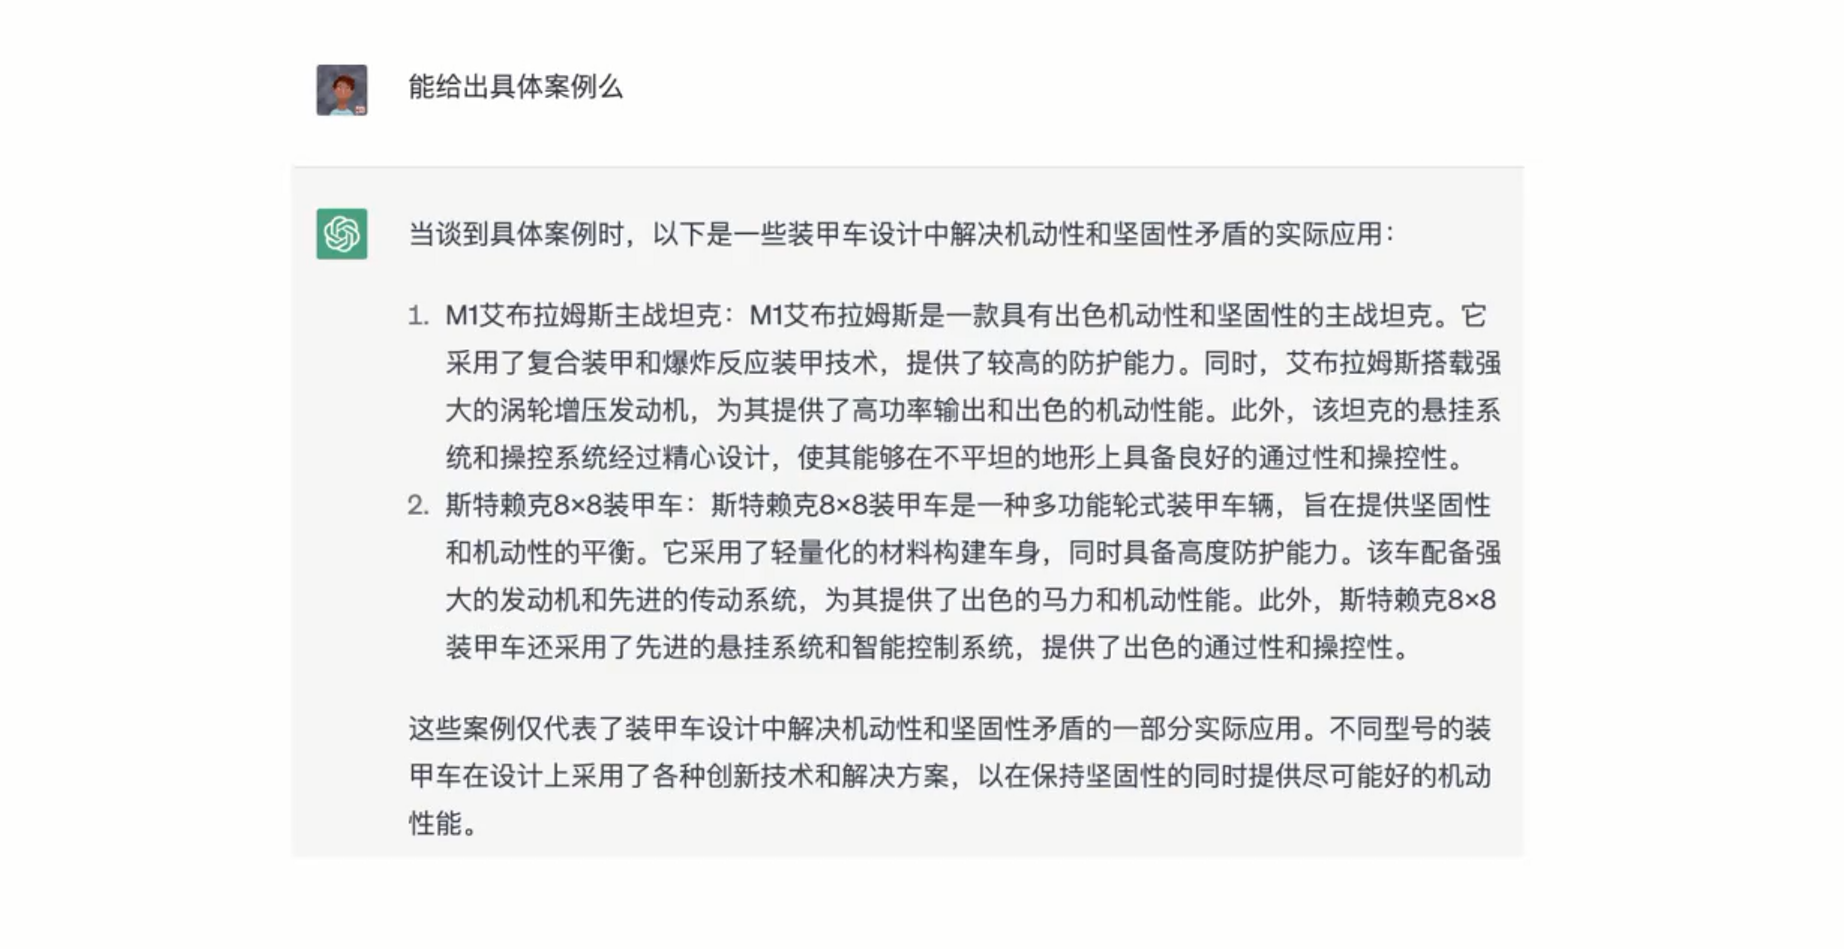 能给出具体案例么
当谈到具体案例时，以下是一些装甲车设计中解决机动性和坚固性矛盾的实际应用：
1. M1艾布拉姆斯主战坦克：M1艾布拉姆斯是一款具有出色机动性和坚固性的主战坦克。它
采用了复合装甲和爆炸反应装甲技术，提供了较高的防护能力。同时，艾布拉姆斯搭载强
大的涡轮增压发动机，为其提供了高功率输出和出色的机动性能。此外，该坦克的悬挂系
统和操控系统经过精心设计，使其能够在不平坦的地形上具备良好的通过性和操控性。
2. 斯特赖克8×8装甲车：斯特赖克8×8装甲车是一种多功能轮式装甲车辆，旨在提供坚固性
和机动性的平衡。它采用了轻量化的材料构建车身，同时具备高度防护能力。该车配备强
大的发动机和先进的传动系统，为其提供了出色的马力和机动性能。此外，斯特赖克8×8
装甲车还采用了先进的悬挂系统和智能控制系统，提供了出色的通过性和操控性。
这些案例仅代表了装甲车设计中解决机动性和坚固性矛盾的一部分实际应用。不同型号的装
甲车在设计上采用了各种创新技术和解决方案，以在保持坚固性的同时提供尽可能好的机动
性能。